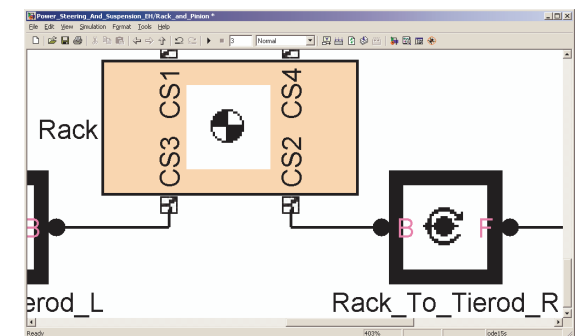 Power_Steering_And_Suspension_EH/Rack_and_Pinion *
File Edit View Simulation Format Tools Help
3 Normal
CS1 CS4
Rack
CS3 CS2
B B F
erod_L Rack_To_Tierod_R
Ready 403% ode15s